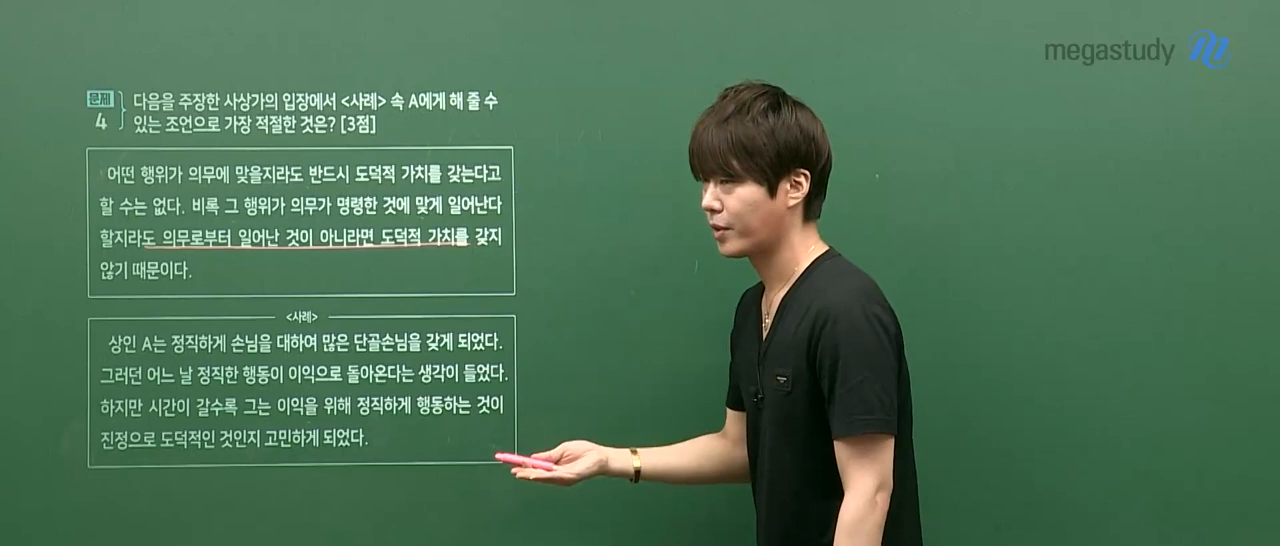 megastudy
문제
4
다음을 주장한 사상가의 입장에서 <사례> 속 A에게 해 줄 수
있는 조언으로 가장 적절한 것은? [3점]
어떤 행위가 의무에 맞을지라도 반드시 도덕적 가치를 갖는다고
할 수는 없다. 비록 그 행위가 의무가 명령한 것에 맞게 일어난다
할지라도 의무로부터 일어난 것이 아니라면 도덕적 가치를 갖지
않기 때문이다.
<사례>
상인 A는 정직하게 손님을 대하여 많은 단골손님을 갖게 되었다.
그러던 어느 날 정직한 행동이 이익으로 돌아온다는 생각이 들었다.
하지만 시간이 갈수록 그는 이익을 위해 정직하게 행동하는 것이
진정으로 도덕적인 것인지 고민하게 되었다.